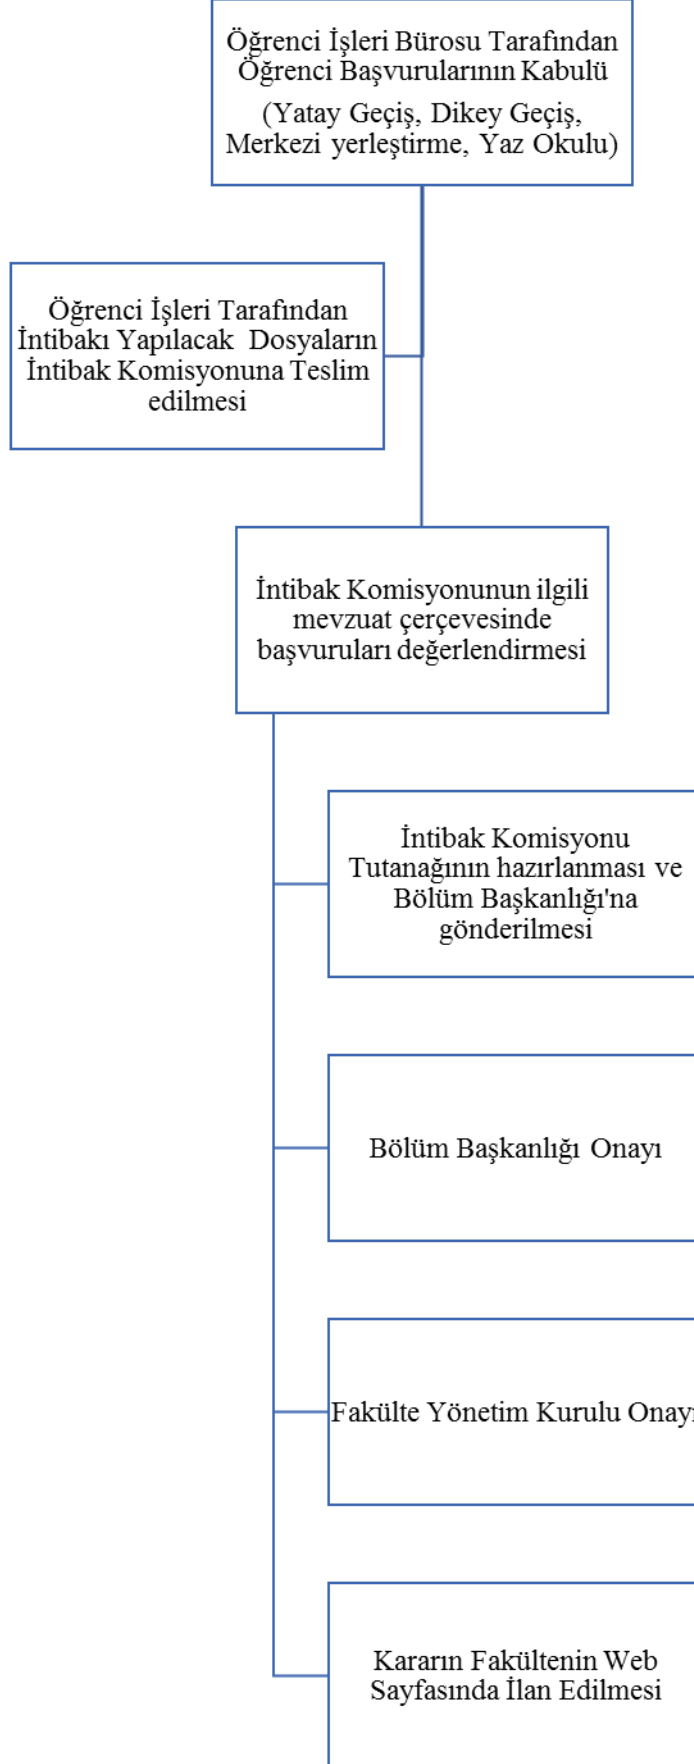 Öğrenci İşleri Bürosu Tarafından
Öğrenci Başvurularının Kabulü
(Yatay Geçiş, Dikey Geçiş,
Merkezi yerleştirme, Yaz Okulu)
Öğrenci İşleri Tarafından
İntibakı Yapılacak Dosyaların
İntibak Komisyonuna Teslim
edilmesi
İntibak Komisyonunun ilgili
mevzuat çerçevesinde
başvuruları değerlendirmesi
İntibak Komisyonu
Tutanağının hazırlanması ve
Bölüm Başkanlığı'na
gönderilmesi
Bölüm Başkanlığı Onayı
Fakülte Yönetim Kurulu Onayı
Kararın Fakültenin Web
Sayfasında İlan Edilmesi